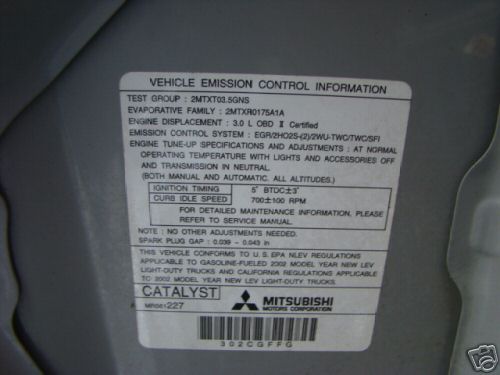 VEHICLE EMISSION CONTROL INFORMATION
TEST GROUP : 2MTXT03.5GNS
EVAPORATIVE FAMILY : 2MTXR0175A1A
ENGINE DISPLACEMENT : 3.0 L OBD II Certified
EMISSION CONTROL SYSTEM : EGR/2HO2S-(2)/2WU-TWC/TWC/SFI
ENGINE TUNE-UP SPECIFICATIONS AND ADJUSTMENTS : AT NORMAL
OPERATING TEMPERATURE WITH LIGHTS AND ACCESSORIES OFF
AND TRANSMISSION IN NEUTRAL.
(BOTH MANUAL AND AUTOMATIC. ALL ALTITUDES.)
IGNITION TIMING 5° BTDC±3°
CURB IDLE SPEED 700±100 RPM
FOR DETAILED MAINTENANCE INFORMATION, PLEASE
REFER TO SERVICE MANUAL.
NOTE : NO OTHER ADJUSTMENTS NEEDED.
SPARK PLUG GAP : 0.039 - 0.043 in
THIS VEHICLE CONFORMS TO U.S. EPA NLEV REGULATIONS
APPLICABLE TO GASOLINE-FUELED 2002 MODEL YEAR NEW LEV
LIGHT-DUTY TRUCKS AND CALIFORNIA REGULATIONS APPLICABLE
TO 2002 MODEL YEAR NEW LEV LIGHT-DUTY TRUCKS.
CATALYST
MITSUBISHI
MOTORS CORPORATION
MR561227
302CGFFG